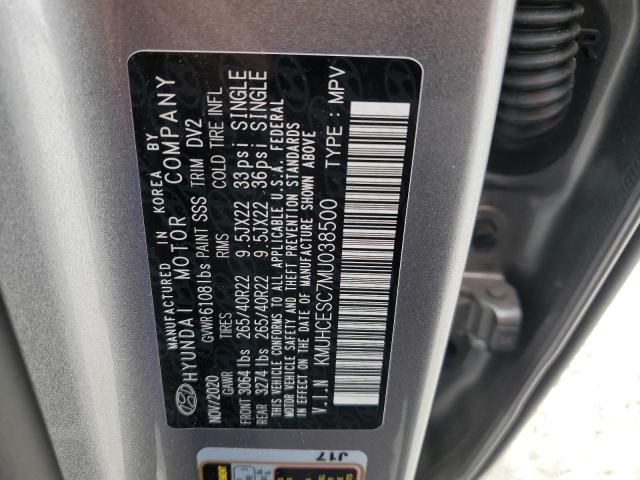 MANUFACTURED IN KOREA BY
HYUNDAI MOTOR COMPANY
NOV/2020 GVWR 6108 lbs PAINT SSS TRIM DV2
GAWR TIRES RMS COLD TIRE INFL
FRONT 3064 lbs 265/40R22 9.5JX22 33psi SINGLE
REAR 3274 lbs 265/40R22 9.5JX22 36psi SINGLE
THIS VEHICLE CONFORMS TO ALL APPLICABLE U.S.A. FEDERAL
MOTOR VEHICLE SAFETY AND THEFT PREVENTION STANDARDS
IN EFFECT ON THE DATE OF MANUFACTURE SHOWN ABOVE
V.I.N KMUHCESC7MU038500 TYPE : MPV
J17
R